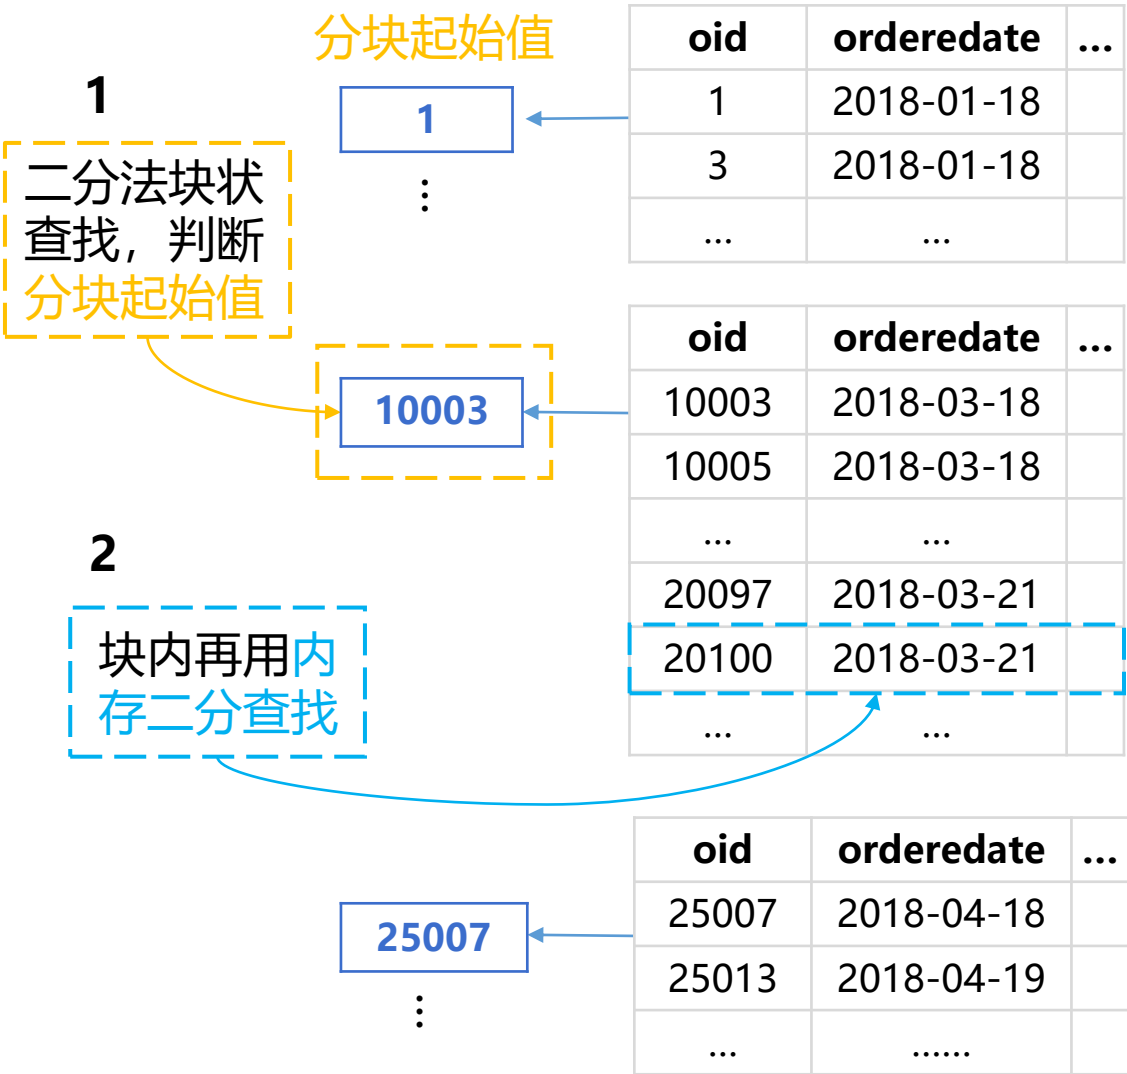 分块起始值
1
二分法块状
查找，判断
分块起始值
1
⋮
oid orderedate ...
1 2018-01-18
3 2018-01-18
... ...
10003
oid orderedate ...
10003 2018-03-18
10005 2018-03-18
... ...
20097 2018-03-21
20100 2018-03-21
... ...
2
块内再用内
存二分查找
25007
⋮
oid orderedate ...
25007 2018-04-18
25013 2018-04-19
... ......